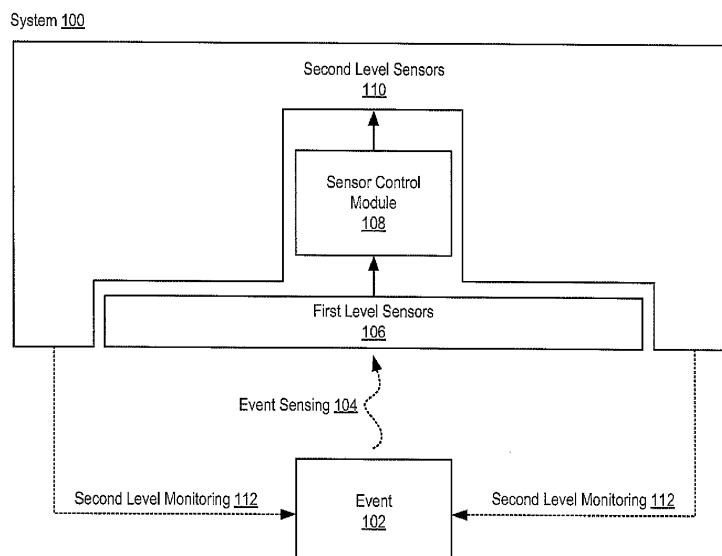 System 100
Second Level Sensors
110
Sensor Control
Module
108
First Level Sensors
106
Event Sensing 104
Second Level Monitoring 112
Event
102
Second Level Monitoring 112